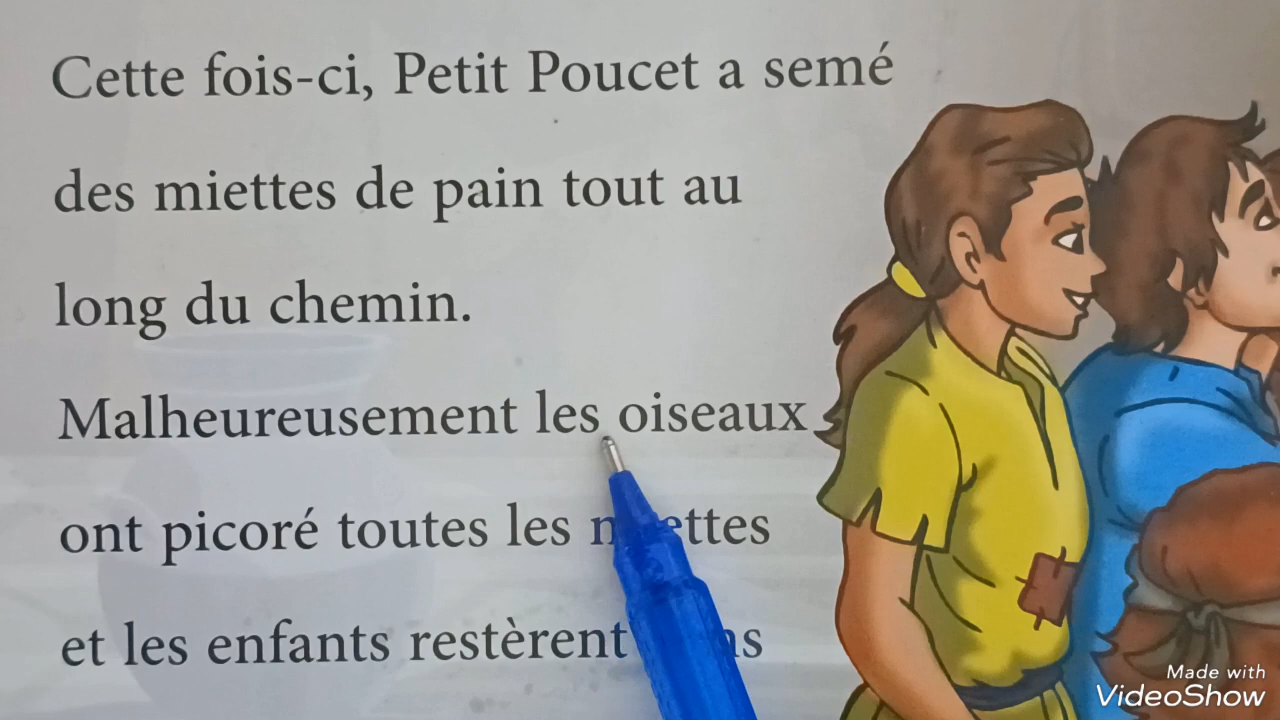 Cette fois-ci, Petit Poucet a semé
des miettes de pain tout au
long du chemin.
Malheureusement les oiseaux
ont picoré toutes les
et les enfants restèrent
Made with
VideoShow